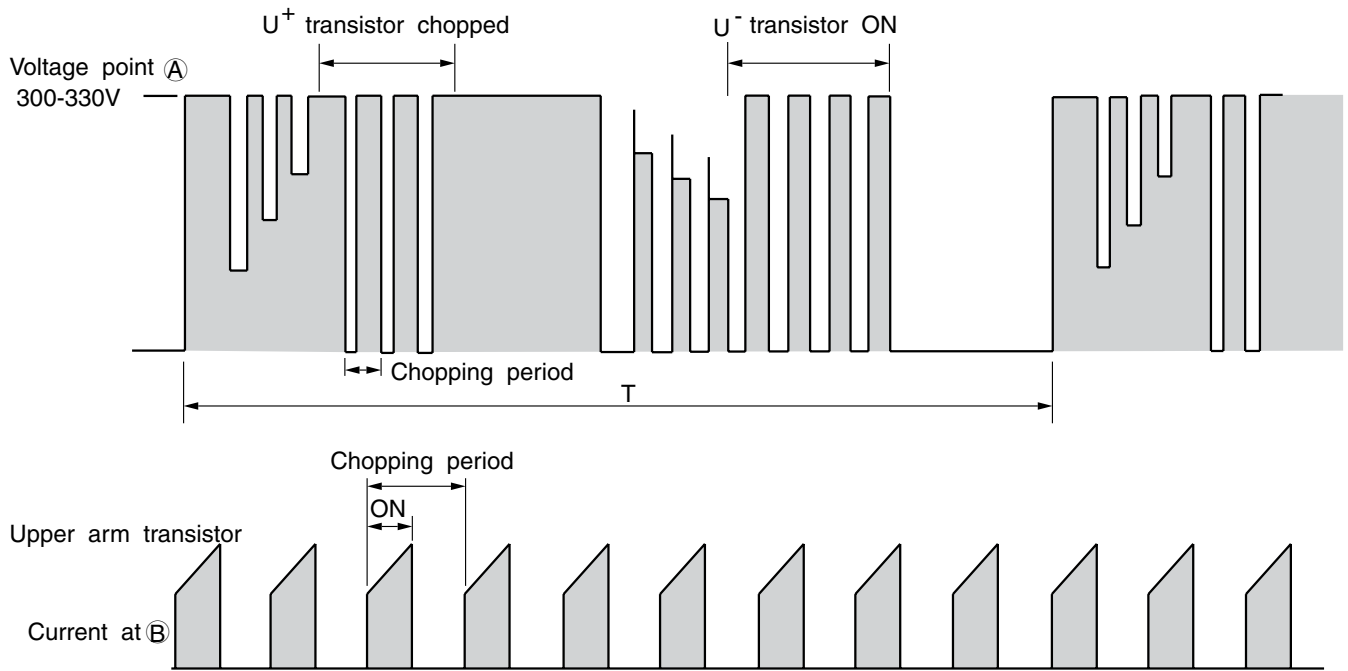 U+ transistor chopped
U- transistor ON
Voltage point Ⓐ
300-330V
Chopping period
T
Chopping period
ON
Upper arm transistor
Current at Ⓑ